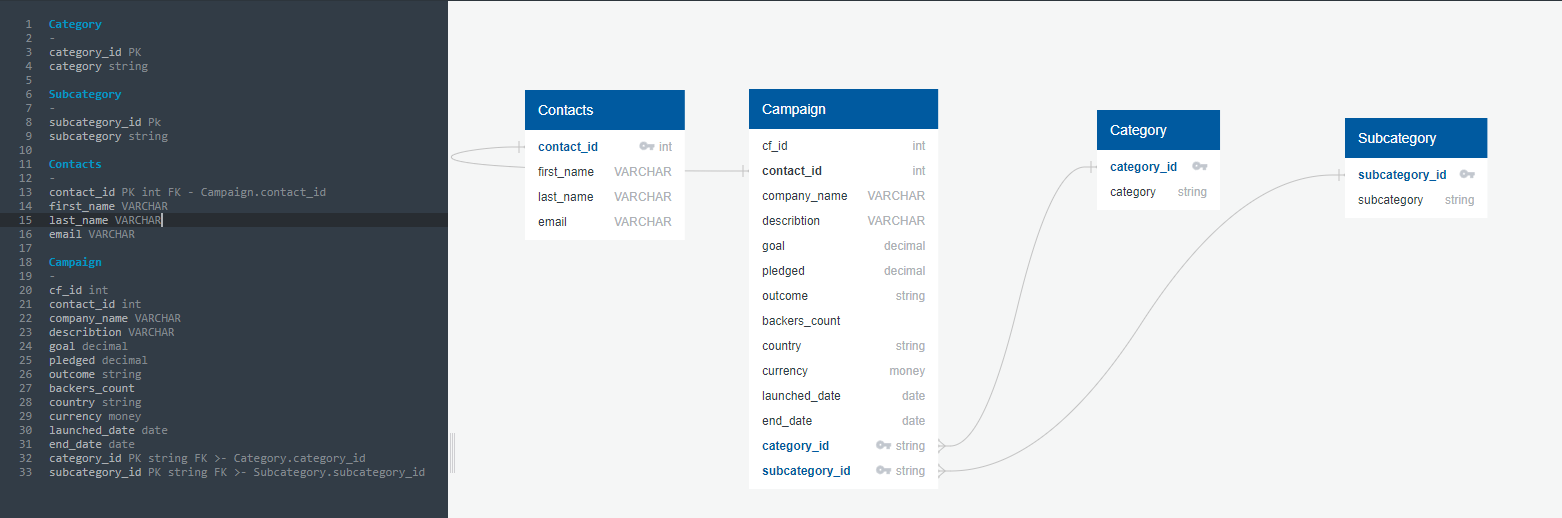 1 Category
2 -
3 category_id PK
4 category string
5
6 Subcategory
7 -
8 subcategory_id Pk
9 subcategory string
10
11 Contacts
12 -
13 contact_id PK int FK - Campaign.contact_id
14 first_name VARCHAR
15 last_name VARCHAR
16 email VARCHAR
17
18 Campaign
19 -
20 cf_id int
21 contact_id int
22 company_name VARCHAR
23 describtion VARCHAR
24 goal decimal
25 pledged decimal
26 outcome string
27 backers_count
28 country string
29 currency money
30 launched_date date
31 end_date date
32 category_id PK string FK >- Category.category_id
33 subcategory_id PK string FK >- Subcategory.subcategory_id
Contacts
contact_id int
first_name VARCHAR
last_name VARCHAR
email VARCHAR
Campaign
cf_id int
contact_id int
company_name VARCHAR
describtion VARCHAR
goal decimal
pledged decimal
outcome string
backers_count
country string
currency money
launched_date date
end_date date
category_id string
subcategory_id string
Category
category_id
category string
Subcategory
subcategory_id
subcategory string